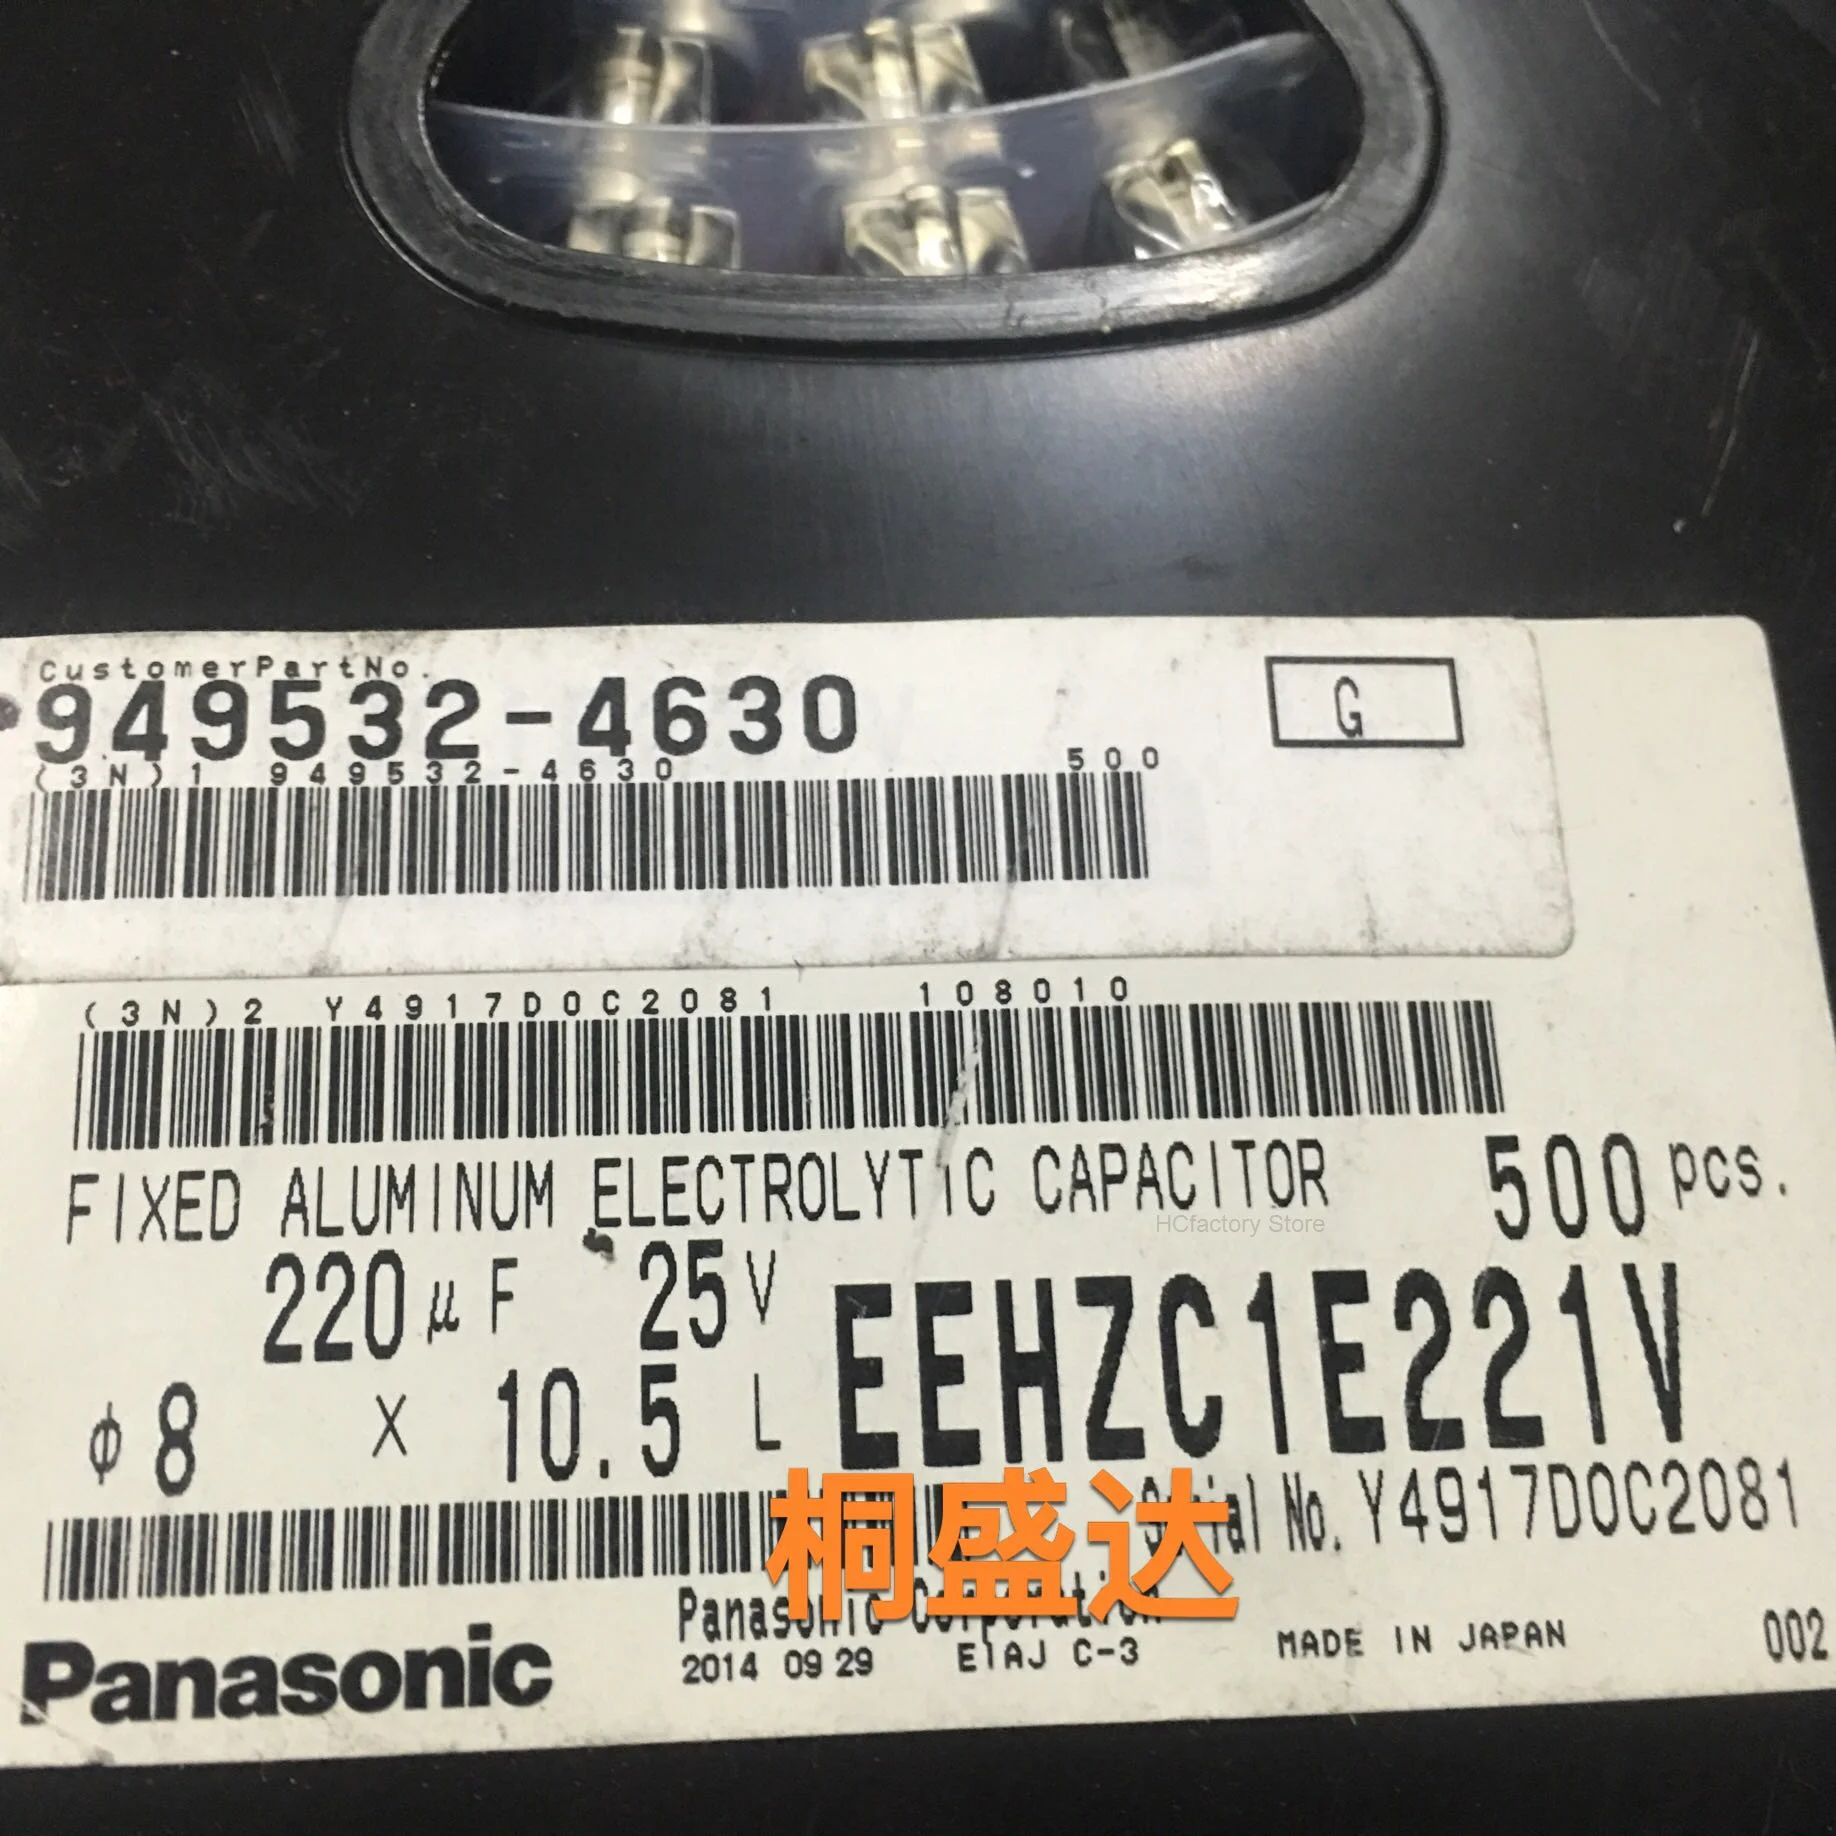 CustomerPartNo.
949532-4630
G
(3N)1 949532-4630 500
(3N)2 Y4917D0C2081 108010
FIXED ALUMINUM ELECTROLYTIC CAPACITOR 500 pcs.
HCfactory Store
220 μF 25V EEHZC1E221V
φ8 × 10.5 L
Serial No. Y4917D0C2081
桐盛达
Panasonic Corporation
Panasonic 2014 09 29 EIAJ C-3 MADE IN JAPAN 002